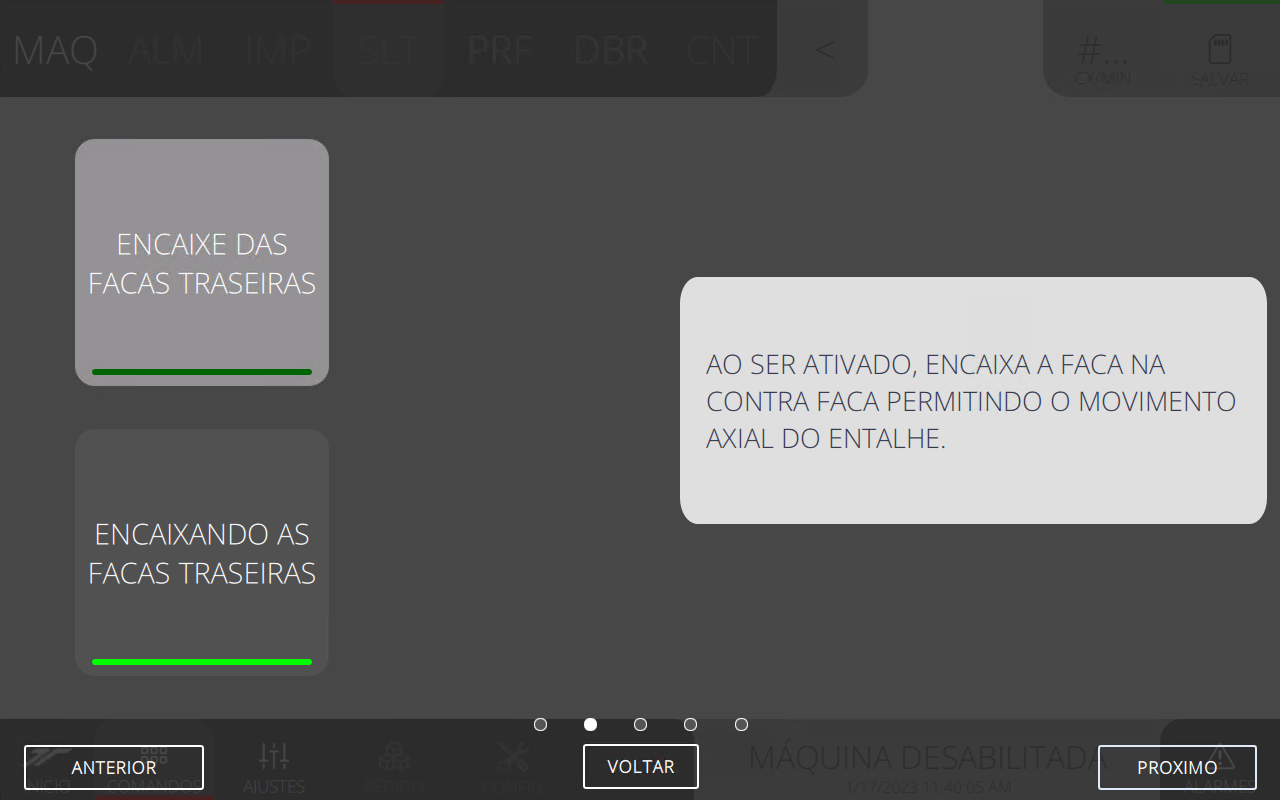 MAQ ALM IMP SLT PRF DBR CNT <
#...
CX/MIN
SALVAR
ENCAIXE DAS
FACAS TRASEIRAS
AO SER ATIVADO, ENCAIXA A FACA NA
CONTRA FACA PERMITINDO O MOVIMENTO
AXIAL DO ENTALHE.
ENCAIXANDO AS
FACAS TRASEIRAS
ANTERIOR
INICIO
COMANDOS
AJUSTES
PEDIDO
CONFIG
VOLTAR
MÁQUINA DESABILITADA
1/17/2023 11:40:05 AM
PROXIMO
ALARMES